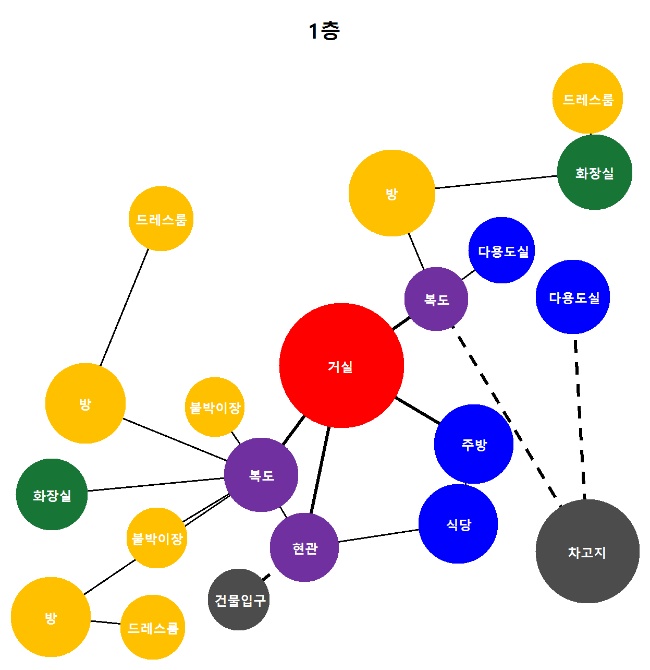 1층
드레스룸
화장실
방
드레스룸
다용도실
복도
다용도실
거실
방
붙박이장
주방
복도
화장실
식당
붙박이장
현관
차고지
건물입구
방
드레스룸